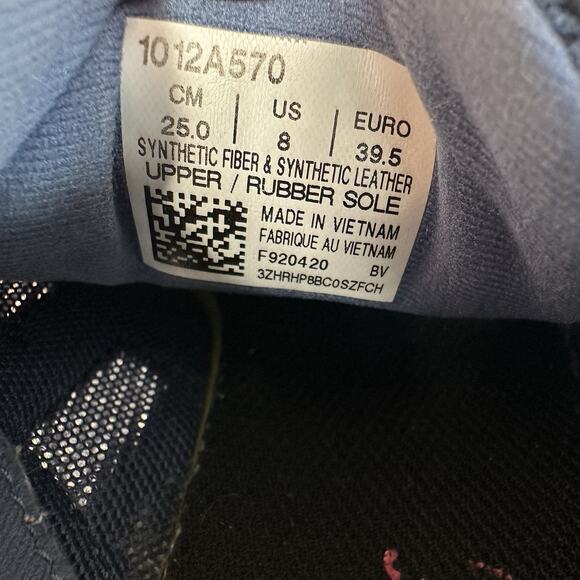 1012A570
CM | US | EURO
25.0 | 8 | 39.5
SYNTHETIC FIBER & SYNTHETIC LEATHER
UPPER / RUBBER SOLE
MADE IN VIETNAM
FABRIQUE AU VIETNAM
F920420 BV
3ZHRHP8BC0SZFCH